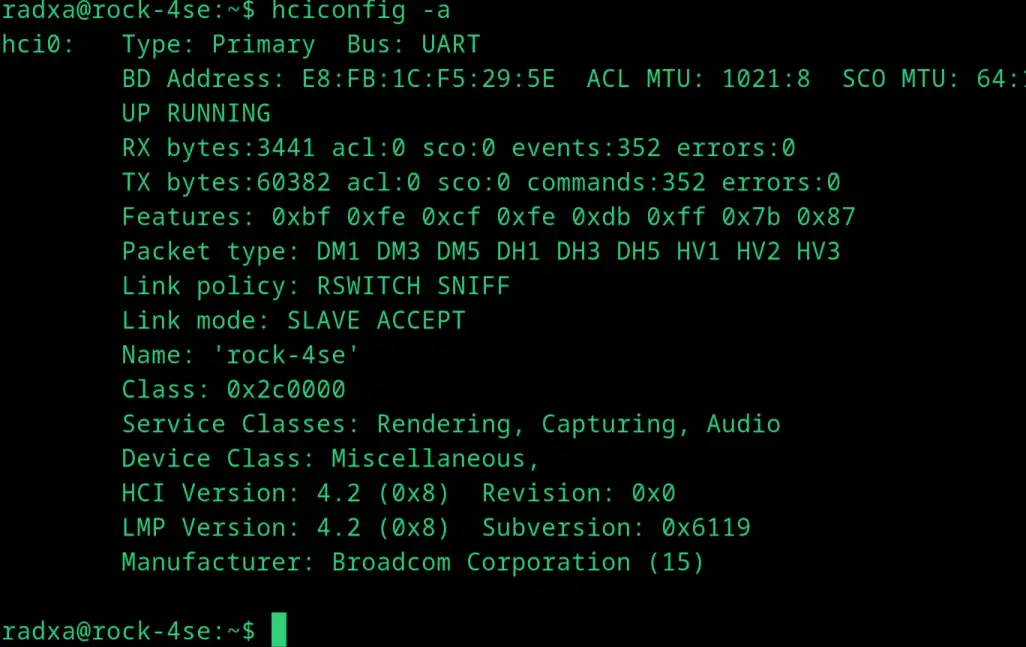 radxa@rock-4se:~$ hciconfig -a
hci0:   Type: Primary  Bus: UART
        BD Address: E8:FB:1C:F5:29:5E  ACL MTU: 1021:8  SCO MTU: 64:
        UP RUNNING
        RX bytes:3441 acl:0 sco:0 events:352 errors:0
        TX bytes:60382 acl:0 sco:0 commands:352 errors:0
        Features: 0xbf 0xfe 0xcf 0xfe 0xdb 0xff 0x7b 0x87
        Packet type: DM1 DM3 DM5 DH1 DH3 DH5 HV1 HV2 HV3
        Link policy: RSWITCH SNIFF
        Link mode: SLAVE ACCEPT
        Name: 'rock-4se'
        Class: 0x2c0000
        Service Classes: Rendering, Capturing, Audio
        Device Class: Miscellaneous,
        HCI Version: 4.2 (0x8)  Revision: 0x0
        LMP Version: 4.2 (0x8)  Subversion: 0x6119
        Manufacturer: Broadcom Corporation (15)
radxa@rock-4se:~$